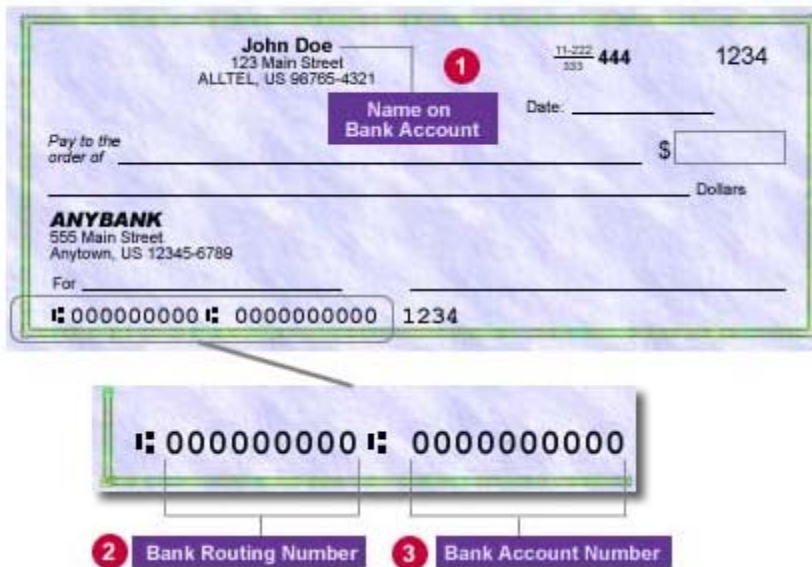 John Doe
123 Main Street
ALLTEL, US 98765-4321
1
11-222
333
444
1234
Name on
Bank Account
Date:
Pay to the
order of
$
Dollars
ANYBANK
555 Main Street
Anytown, US 12345-6789
For
⑆000000000⑆ 0000000000 1234
⑆000000000⑆ 0000000000
2 Bank Routing Number
3 Bank Account Number